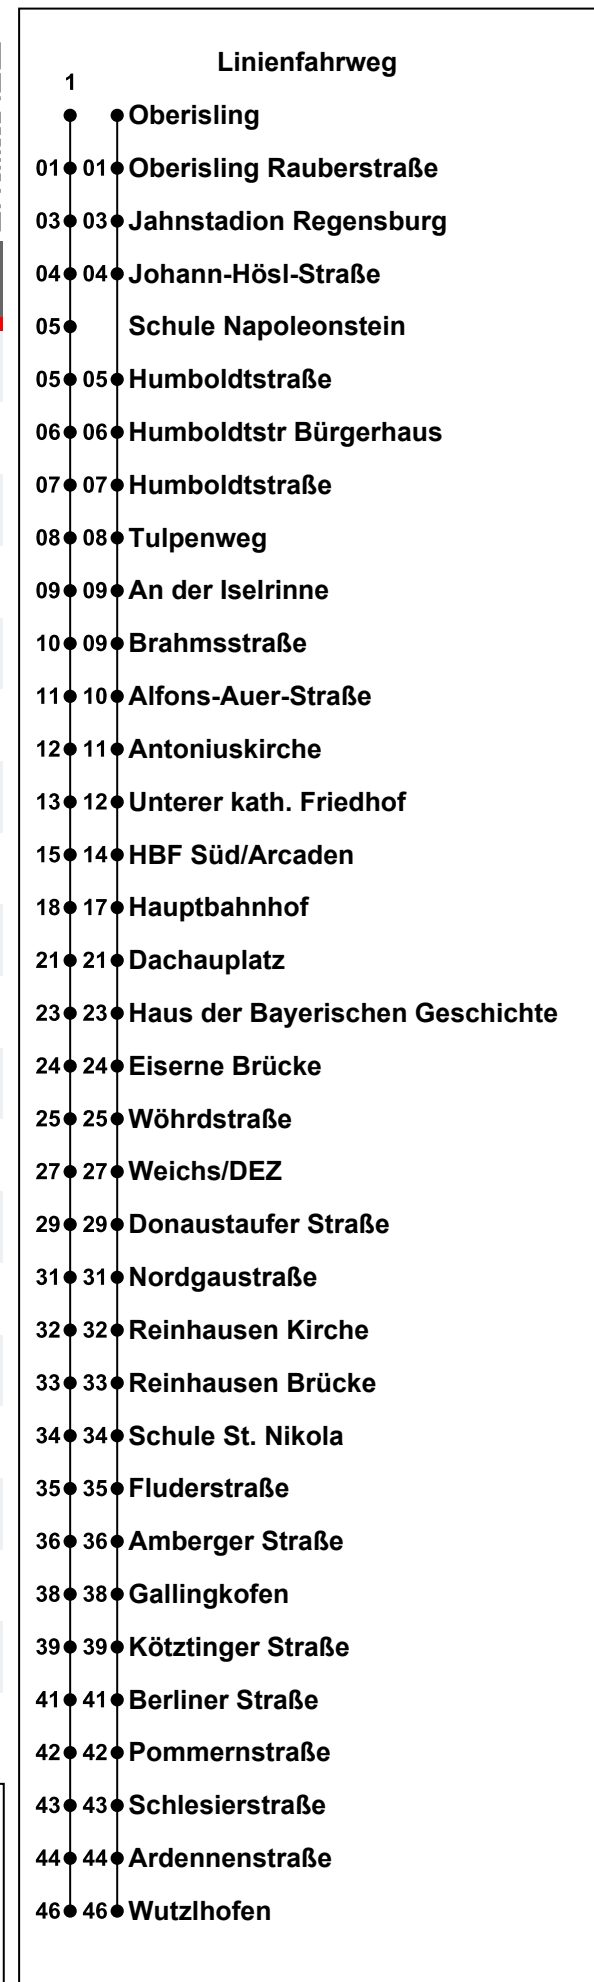 Linienfahrweg
1
Oberisling
01 01 Oberisling Rauberstraße
03 03 Jahnstadion Regensburg
04 04 Johann-Hösl-Straße
05 Schule Napoleonstein
05 05 Humboldtstraße
06 06 Humboldtstr Bürgerhaus
07 07 Humboldtstraße
08 08 Tulpenweg
09 09 An der Iselrinne
10 09 Brahmsstraße
11 10 Alfons-Auer-Straße
12 11 Antoniuskirche
13 12 Unterer kath. Friedhof
15 14 HBF Süd/Arcaden
18 17 Hauptbahnhof
21 21 Dachauplatz
23 23 Haus der Bayerischen Geschichte
24 24 Eiserne Brücke
25 25 Wöhrdstraße
27 27 Weichs/DEZ
29 29 Donaustaufer Straße
31 31 Nordgaustraße
32 32 Reinhausen Kirche
33 33 Reinhausen Brücke
34 34 Schule St. Nikola
35 35 Fluderstraße
36 36 Amberger Straße
38 38 Gallingkofen
39 39 Kötztinger Straße
41 41 Berliner Straße
42 42 Pommernstraße
43 43 Schlesierstraße
44 44 Ardennenstraße
46 46 Wutzlhofen